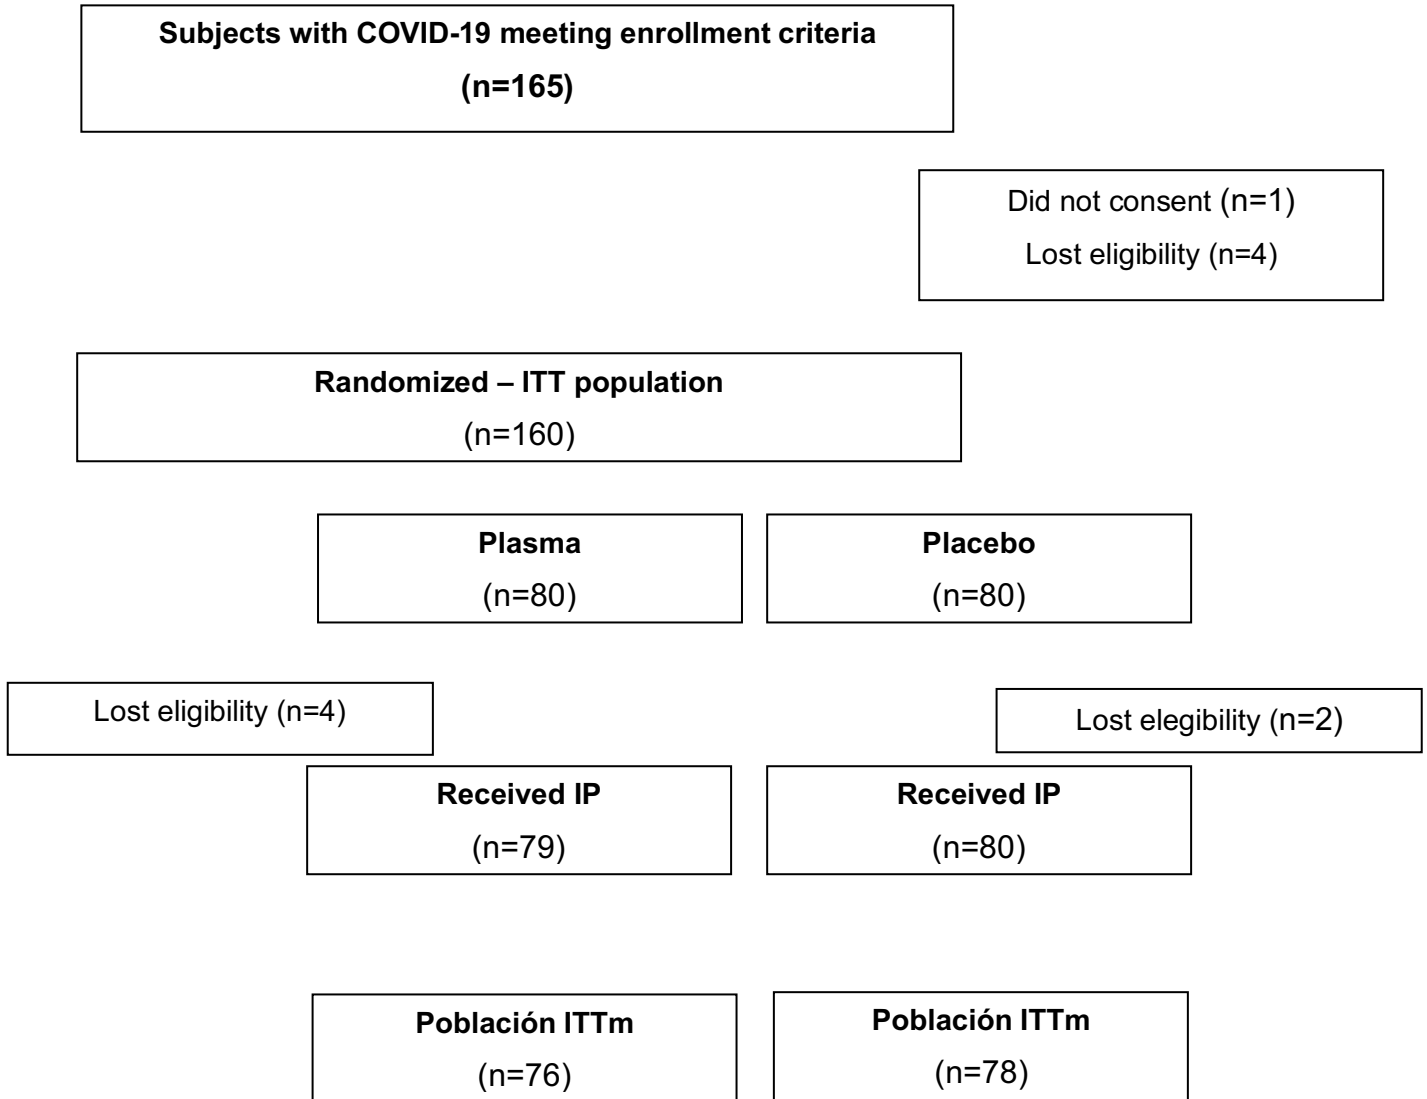 Subjects with COVID-19 meeting enrollment criteria
(n=165)
Did not consent (n=1)
Lost eligibility (n=4)
Randomized – ITT population
(n=160)
Plasma
(n=80)
Placebo
(n=80)
Lost eligibility (n=4)
Lost elegibility (n=2)
Received IP
(n=79)
Received IP
(n=80)
Población ITTm
(n=76)
Población ITTm
(n=78)